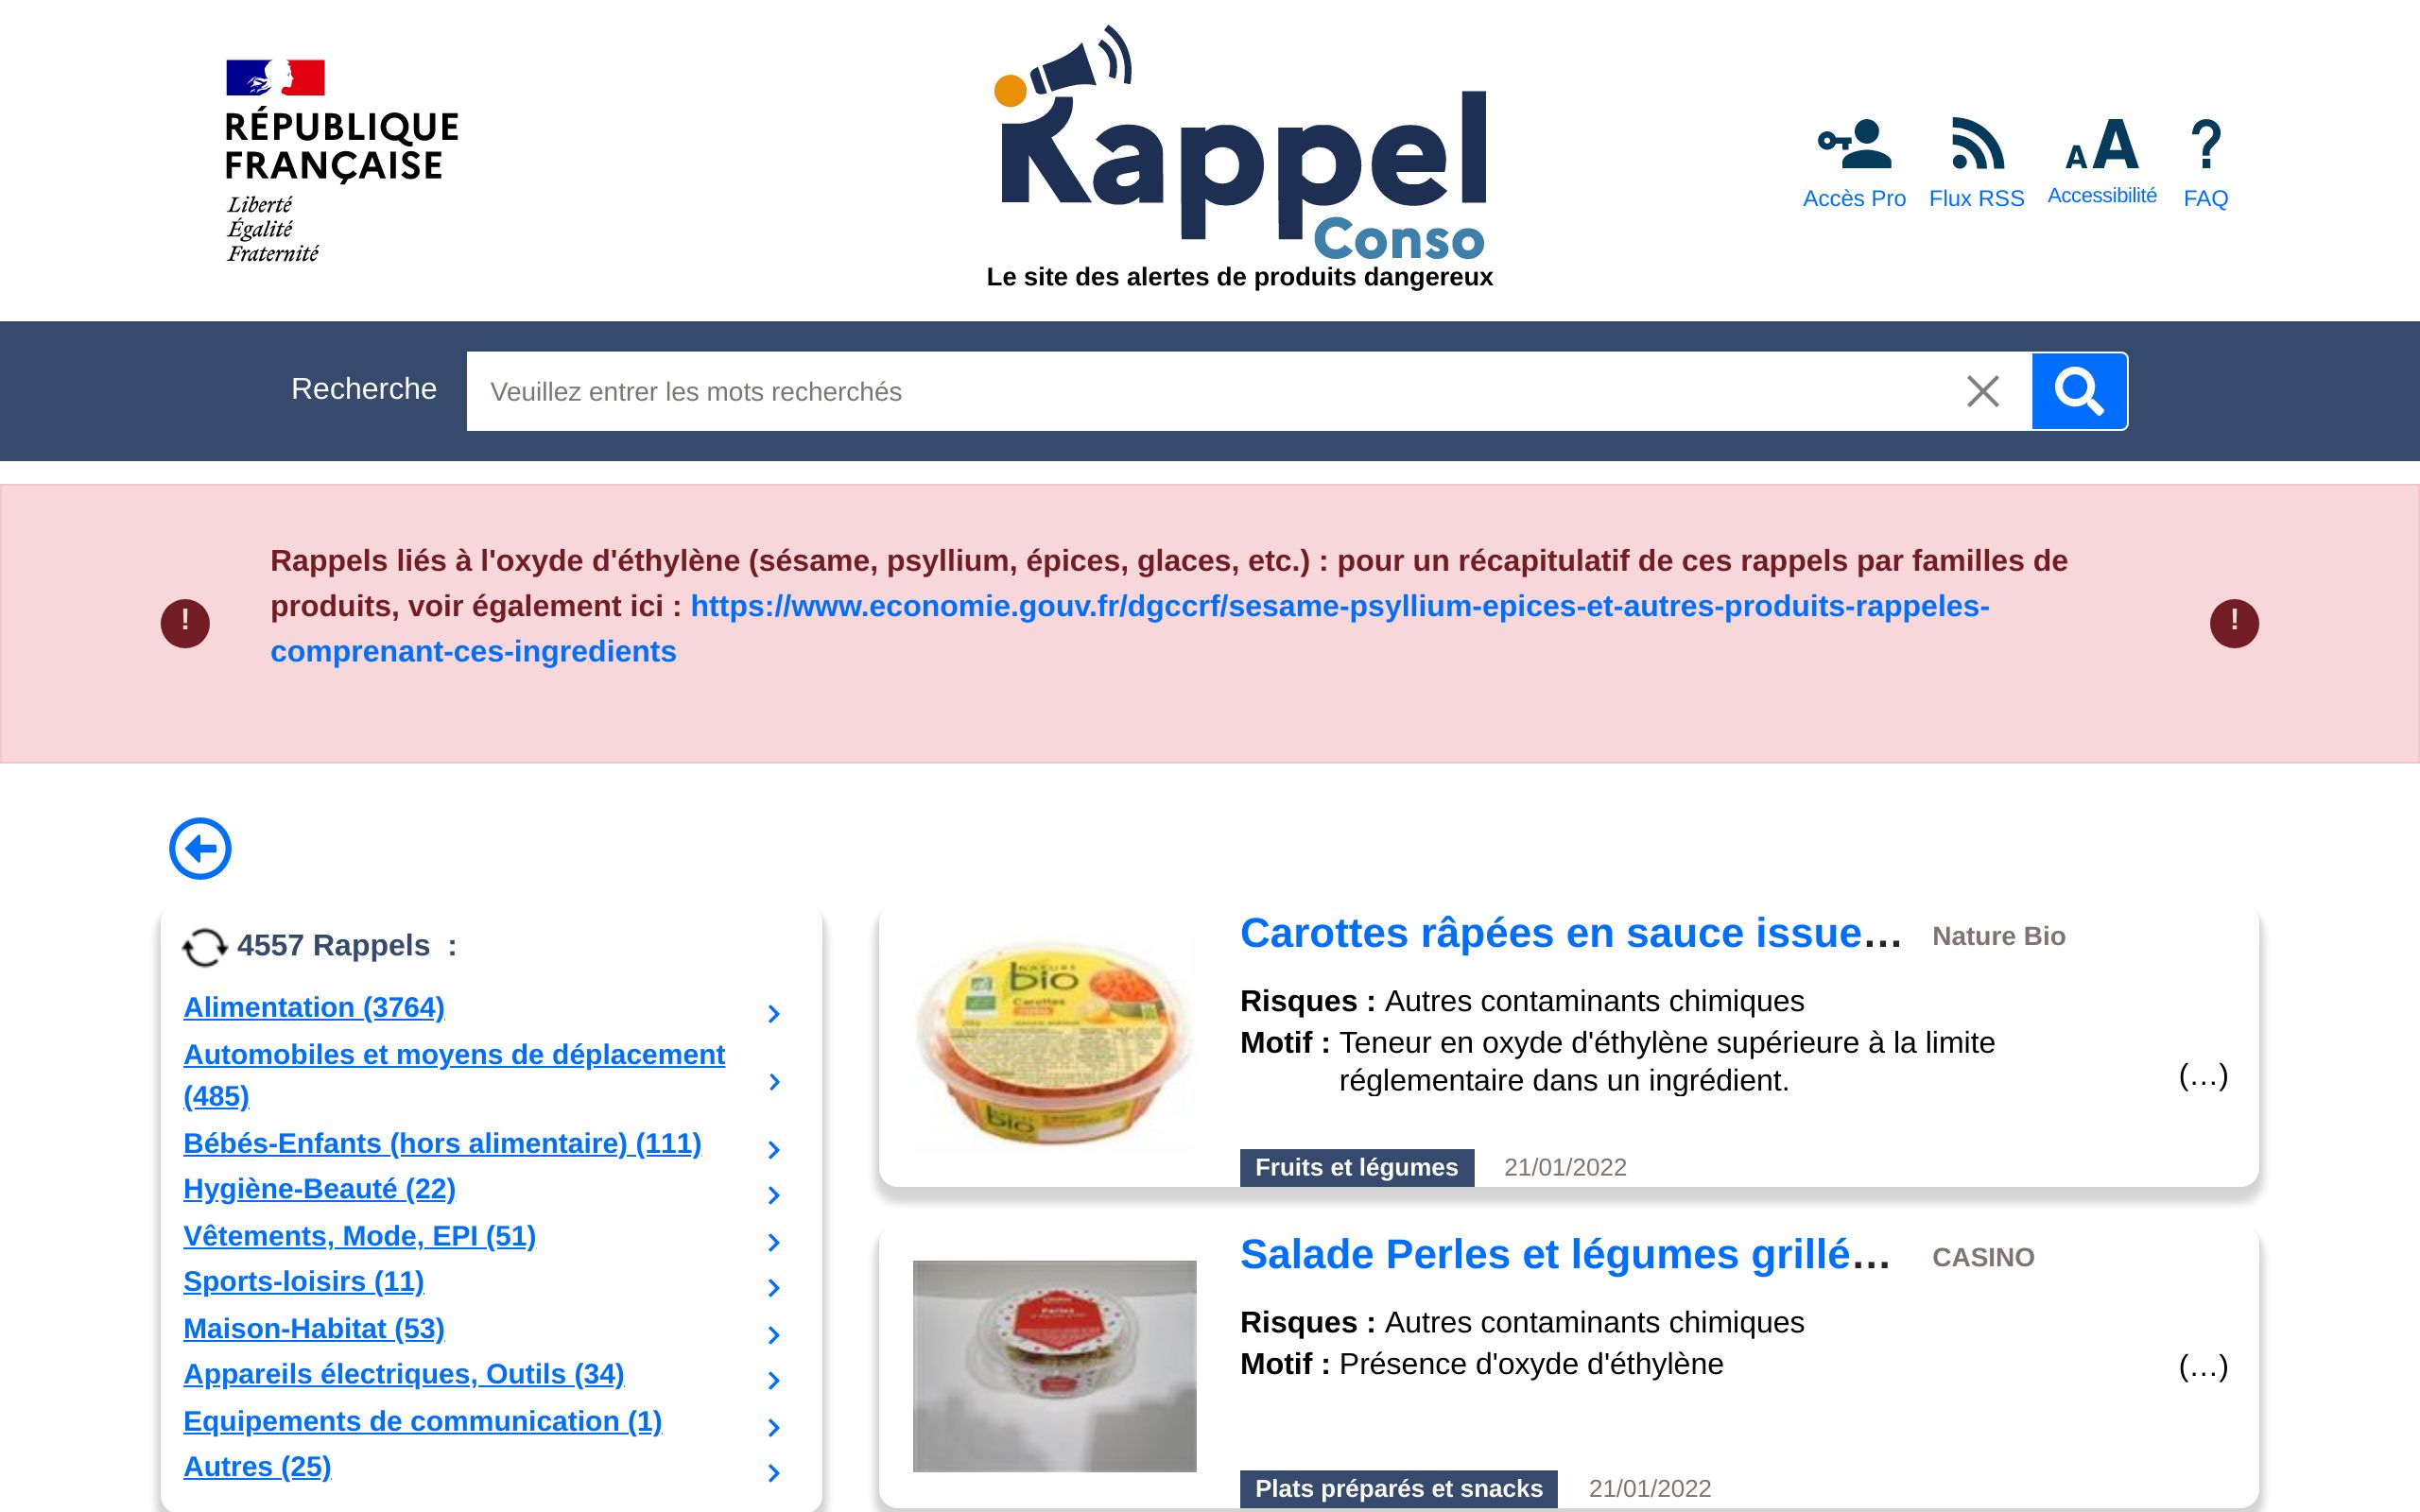 RÉPUBLIQUE
FRANÇAISE
Liberté
Égalité
Fraternité
Rappel
Conso
Le site des alertes de produits dangereux
Accès Pro
Flux RSS
Accessibilité
FAQ
Recherche
Veuillez entrer les mots recherchés
Rappels liés à l'oxyde d'éthylène (sésame, psyllium, épices, glaces, etc.) : pour un récapitulatif de ces rappels par familles de
produits, voir également ici : https://www.economie.gouv.fr/dgccrf/sesame-psyllium-epices-et-autres-produits-rappeles-
comprenant-ces-ingredients
4557 Rappels :
Alimentation (3764)
Automobiles et moyens de déplacement
(485)
Bébés-Enfants (hors alimentaire) (111)
Hygiène-Beauté (22)
Vêtements, Mode, EPI (51)
Sports-loisirs (11)
Maison-Habitat (53)
Appareils électriques, Outils (34)
Equipements de communication (1)
Autres (25)
NATURE
bio
Carottes
bio
Carottes râpées en sauce issue… Nature Bio
Risques : Autres contaminants chimiques
Motif : Teneur en oxyde d'éthylène supérieure à la limite
réglementaire dans un ingrédient.
(…)
Fruits et légumes 21/01/2022
Perles
Salade Perles et légumes grillé… CASINO
Risques : Autres contaminants chimiques
Motif : Présence d'oxyde d'éthylène
(…)
Plats préparés et snacks 21/01/2022